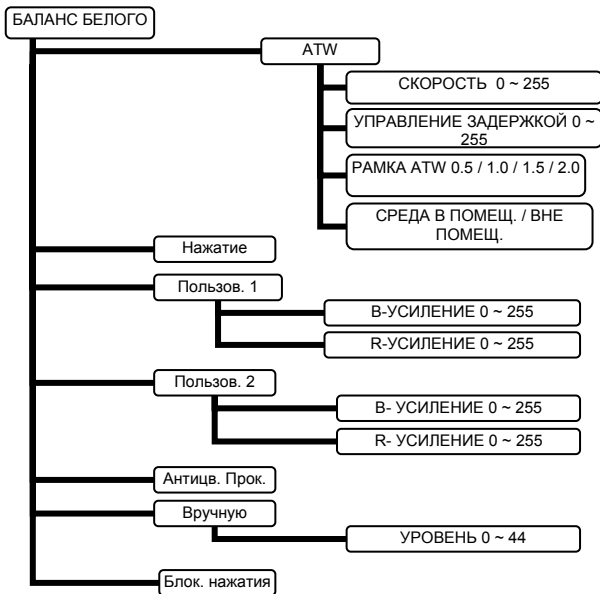 БАЛАНС БЕЛОГО
ATW
СКОРОСТЬ 0 ~ 255
УПРАВЛЕНИЕ ЗАДЕРЖКОЙ 0 ~
255
РАМКА ATW 0.5 / 1.0 / 1.5 / 2.0
СРЕДА В ПОМЕЩ. / ВНЕ
ПОМЕЩ.
Нажатие
Пользов. 1
B-УСИЛЕНИЕ 0 ~ 255
R-УСИЛЕНИЕ 0 ~ 255
Пользов. 2
B- УСИЛЕНИЕ 0 ~ 255
R- УСИЛЕНИЕ 0 ~ 255
Антицв. Прок.
Вручную
УРОВЕНЬ 0 ~ 44
Блок. нажатия